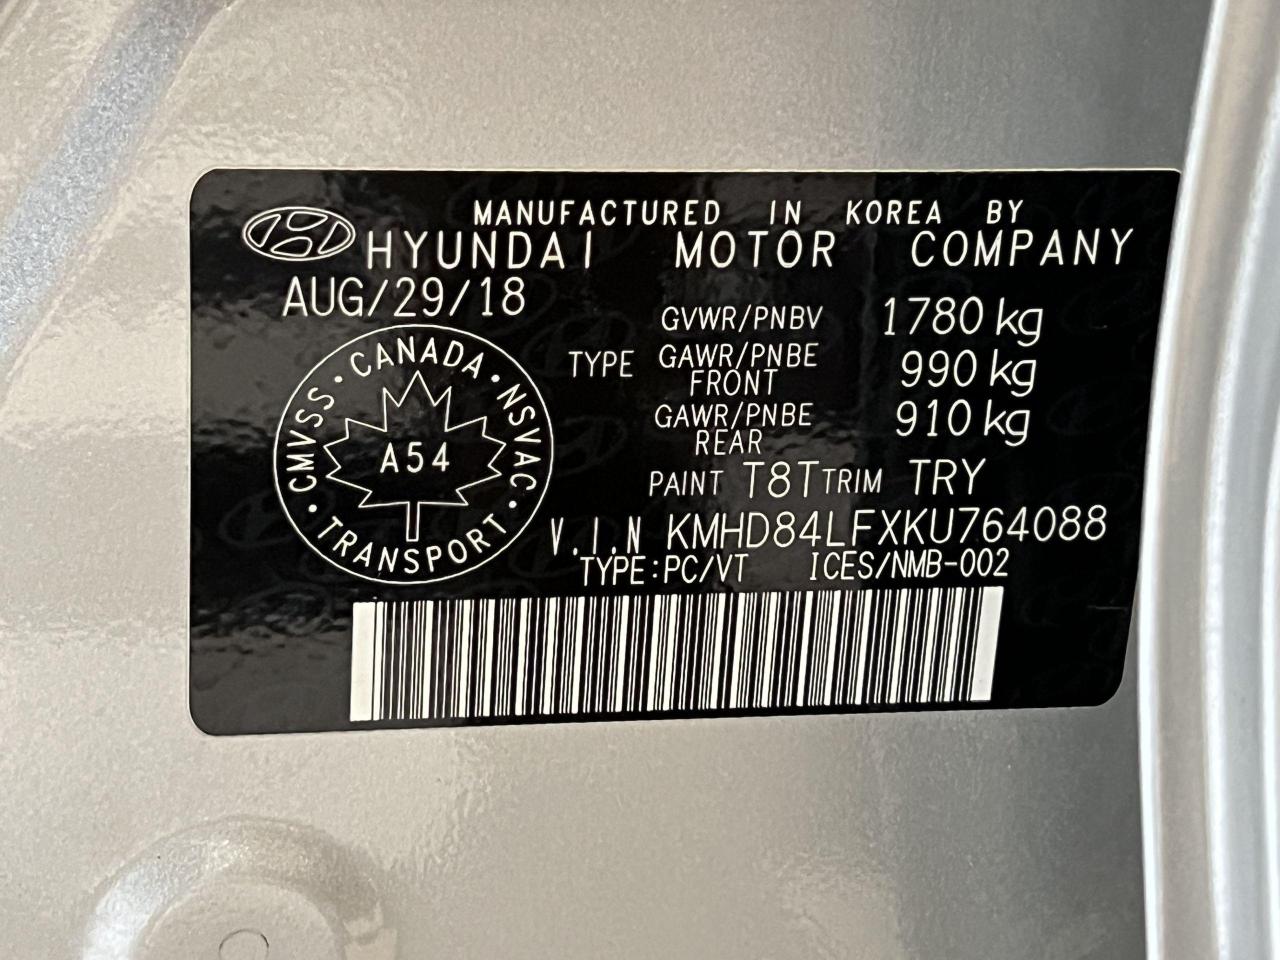 MANUFACTURED IN KOREA BY
HYUNDAI MOTOR COMPANY
AUG/29/18
GVWR/PNBV 1780 kg
TYPE GAWR/PNBE FRONT 990 kg
GAWR/PNBE REAR 910 kg
PAINT T8T TRIM TRY
V.I.N KMHD84LFXKU764088
TYPE:PC/VT ICES/NMB-002
CANADA · NSVAC · TRANSPORT · CMVSS ·
A54